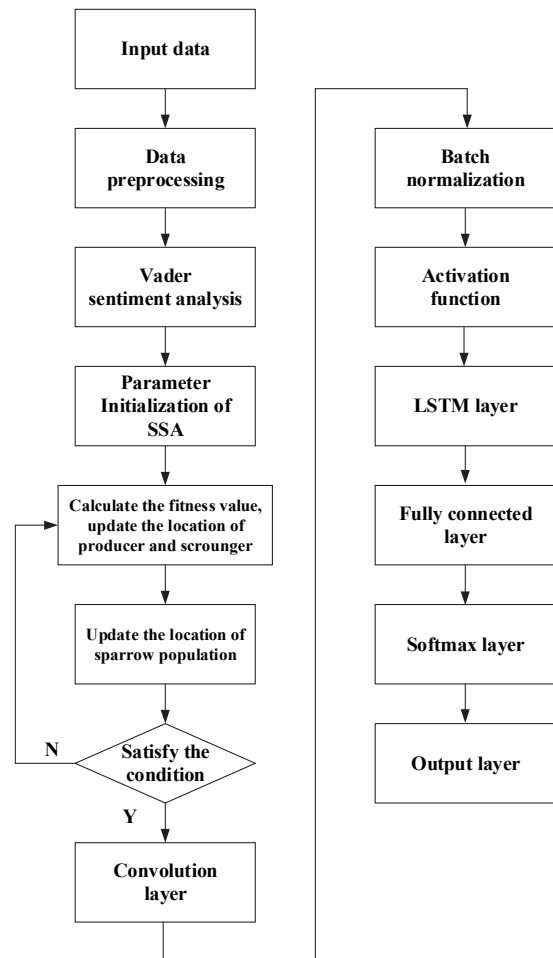 Input data
Data
preprocessing
Vader
sentiment analysis
Parameter
Initialization of
SSA
Calculate the fitness value,
update the location of
producer and scrounger
Update the location of
sparrow population
Satisfy the
condition
N
Y
Convolution
layer
Batch
normalization
Activation
function
LSTM layer
Fully connected
layer
Softmax layer
Output layer